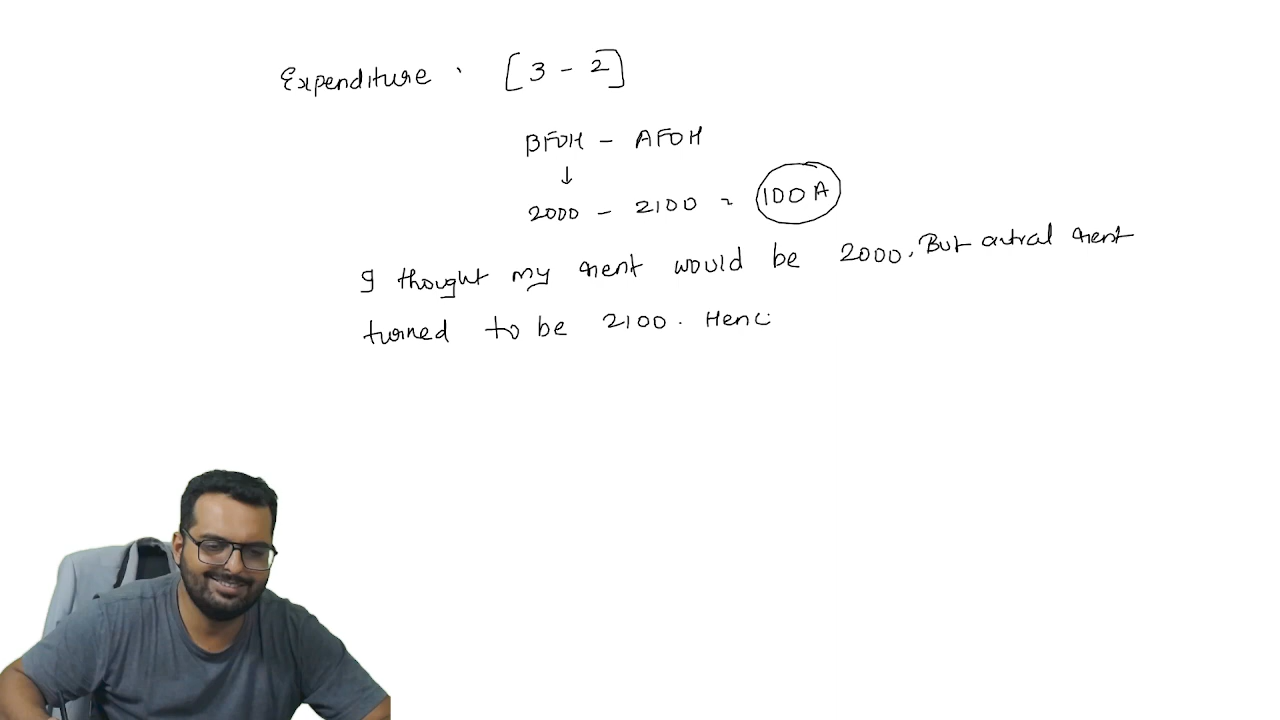 Expenditure : [3 - 2]
BFOH - AFOH
↓
2000 - 2100 = 100 A
I thought my rent would be 2000. But actual rent
turned to be 2100. Henc